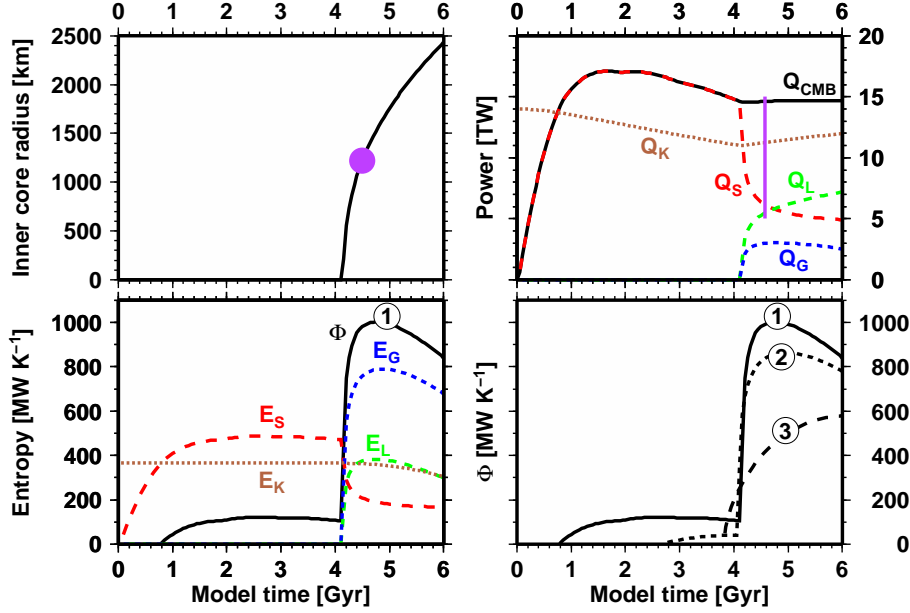 0 1 2 3 4 5 6
0 1 2 3 4 5 6
2500
2000
1500
1000
500
0
Inner core radius [km]
20
15
10
5
0
Power [TW]
Q_CMB
Q_K
Q_S
Q_L
Q_G
1000
800
600
400
200
0
Entropy [MW K⁻¹]
Φ
1
E_G
E_S
E_L
E_K
0 1 2 3 4 5 6
Model time [Gyr]
1000
800
600
400
200
0
Φ [MW K⁻¹]
1
2
3
0 1 2 3 4 5 6
Model time [Gyr]